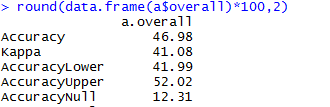 > round(data.frame(a$overall)*100,2)
a.overall
Accuracy 46.98
Kappa 41.08
AccuracyLower 41.99
AccuracyUpper 52.02
AccuracyNull 12.31